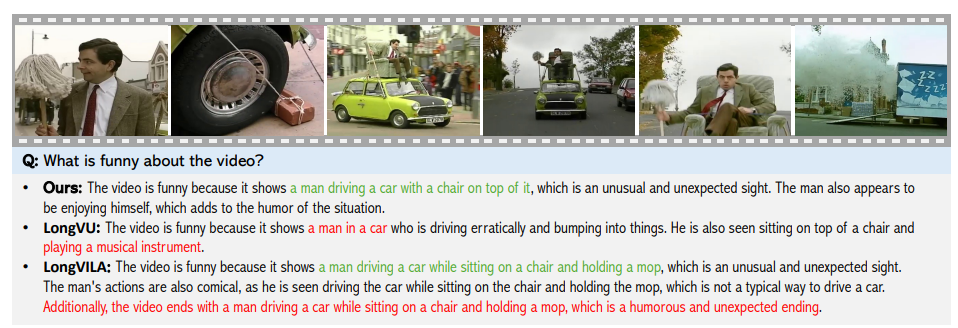 Z Z Z Z Z
Q: What is funny about the video?
• Ours: The video is funny because it shows a man driving a car with a chair on top of it, which is an unusual and unexpected sight. The man also appears to
be enjoying himself, which adds to the humor of the situation.
• LongVU: The video is funny because it shows a man in a car who is driving erratically and bumping into things. He is also seen sitting on top of a chair and
playing a musical instrument.
• LongVILA: The video is funny because it shows a man driving a car while sitting on a chair and holding a mop, which is an unusual and unexpected sight.
The man's actions are also comical, as he is seen driving the car while sitting on the chair and holding the mop, which is not a typical way to drive a car.
Additionally, the video ends with a man driving a car while sitting on a chair and holding a mop, which is a humorous and unexpected ending.